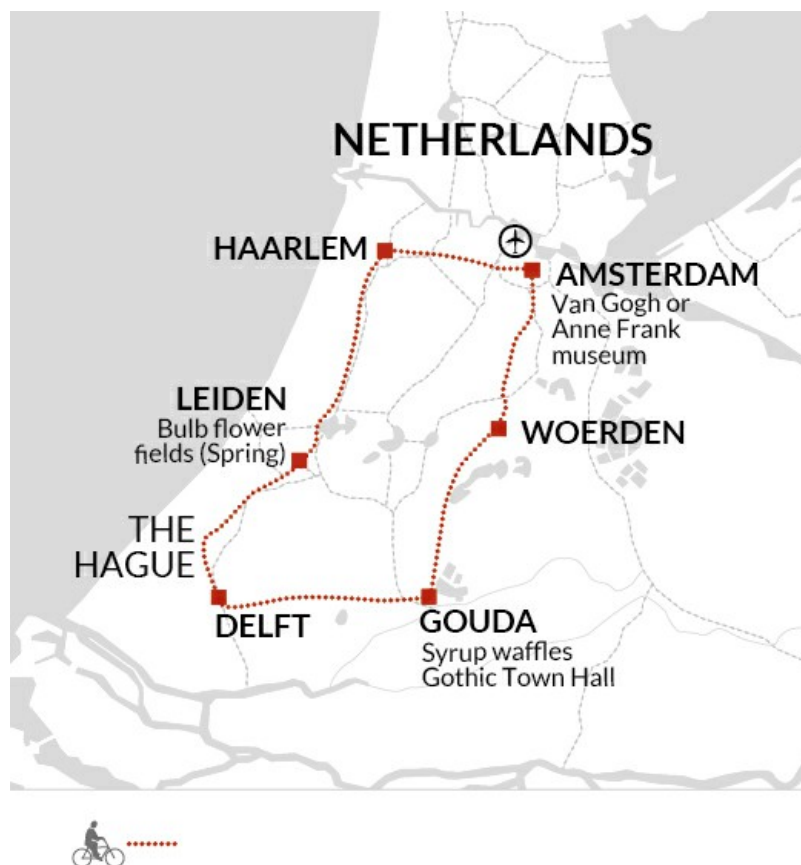 NETHERLANDS
HAARLEM
AMSTERDAM
Van Gogh or
Anne Frank
museum
LEIDEN
Bulb flower
fields (Spring)
WOERDEN
THE
HAGUE
DELFT
GOUDA
Syrup waffles
Gothic Town Hall